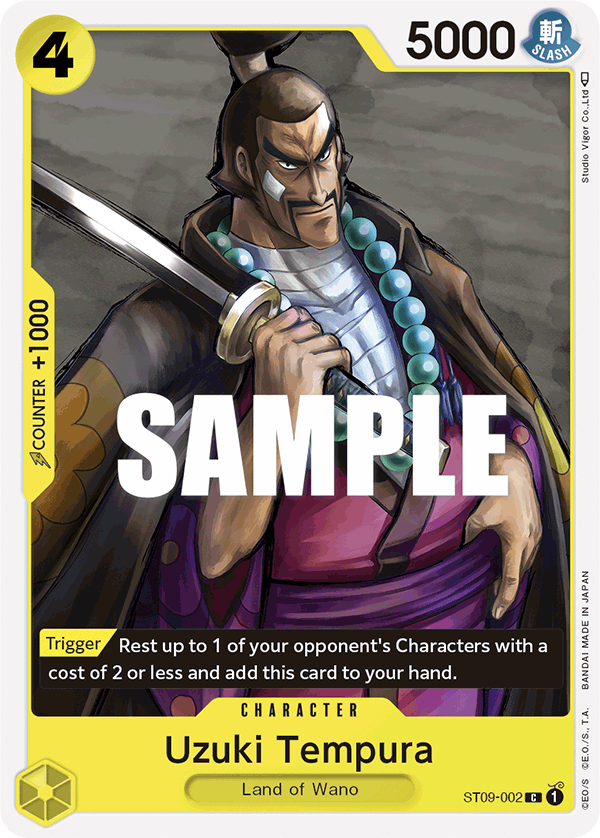 4
5000
斬
SLASH
Studio Vigor Co.,Ltd
COUNTER +1000
SAMPLE
Trigger Rest up to 1 of your opponent's Characters with a
cost of 2 or less and add this card to your hand.
CHARACTER
Uzuki Tempura
Land of Wano
ST09-002 C 1
©EO/S ©E.O./S., T.A. BANDAI MADE IN JAPAN